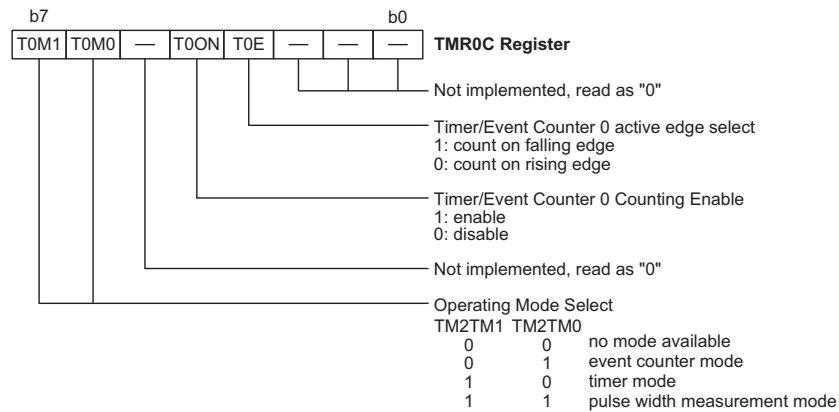 b7 b0
T0M1 T0M0 — T0ON T0E — — — TMR0C Register
Not implemented, read as "0"
Timer/Event Counter 0 active edge select
1: count on falling edge
0: count on rising edge
Timer/Event Counter 0 Counting Enable
1: enable
0: disable
Not implemented, read as "0"
Operating Mode Select
TM2TM1 TM2TM0
0 0 no mode available
0 1 event counter mode
1 0 timer mode
1 1 pulse width measurement mode